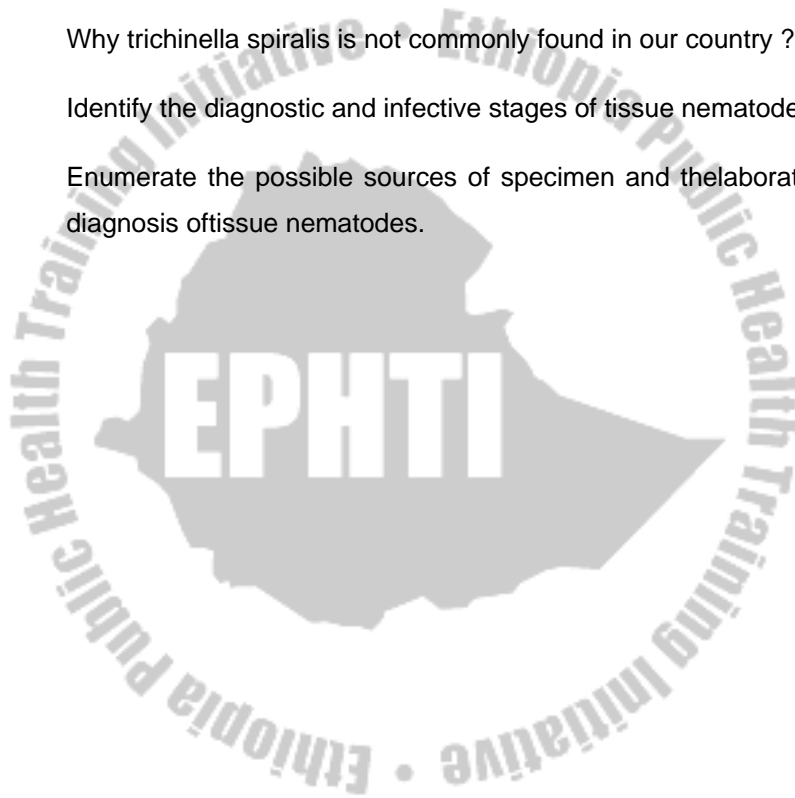 Why trichinella spiralis is not commonly found in our country ?
Identify the diagnostic and infective stages of tissue nematode
Enumerate the possible sources of specimen and thelaborat
diagnosis oftissue nematodes.
EPHTI
Ethiopia Public Health Training Initiative • Ethiopia Public Health Training Initiative •